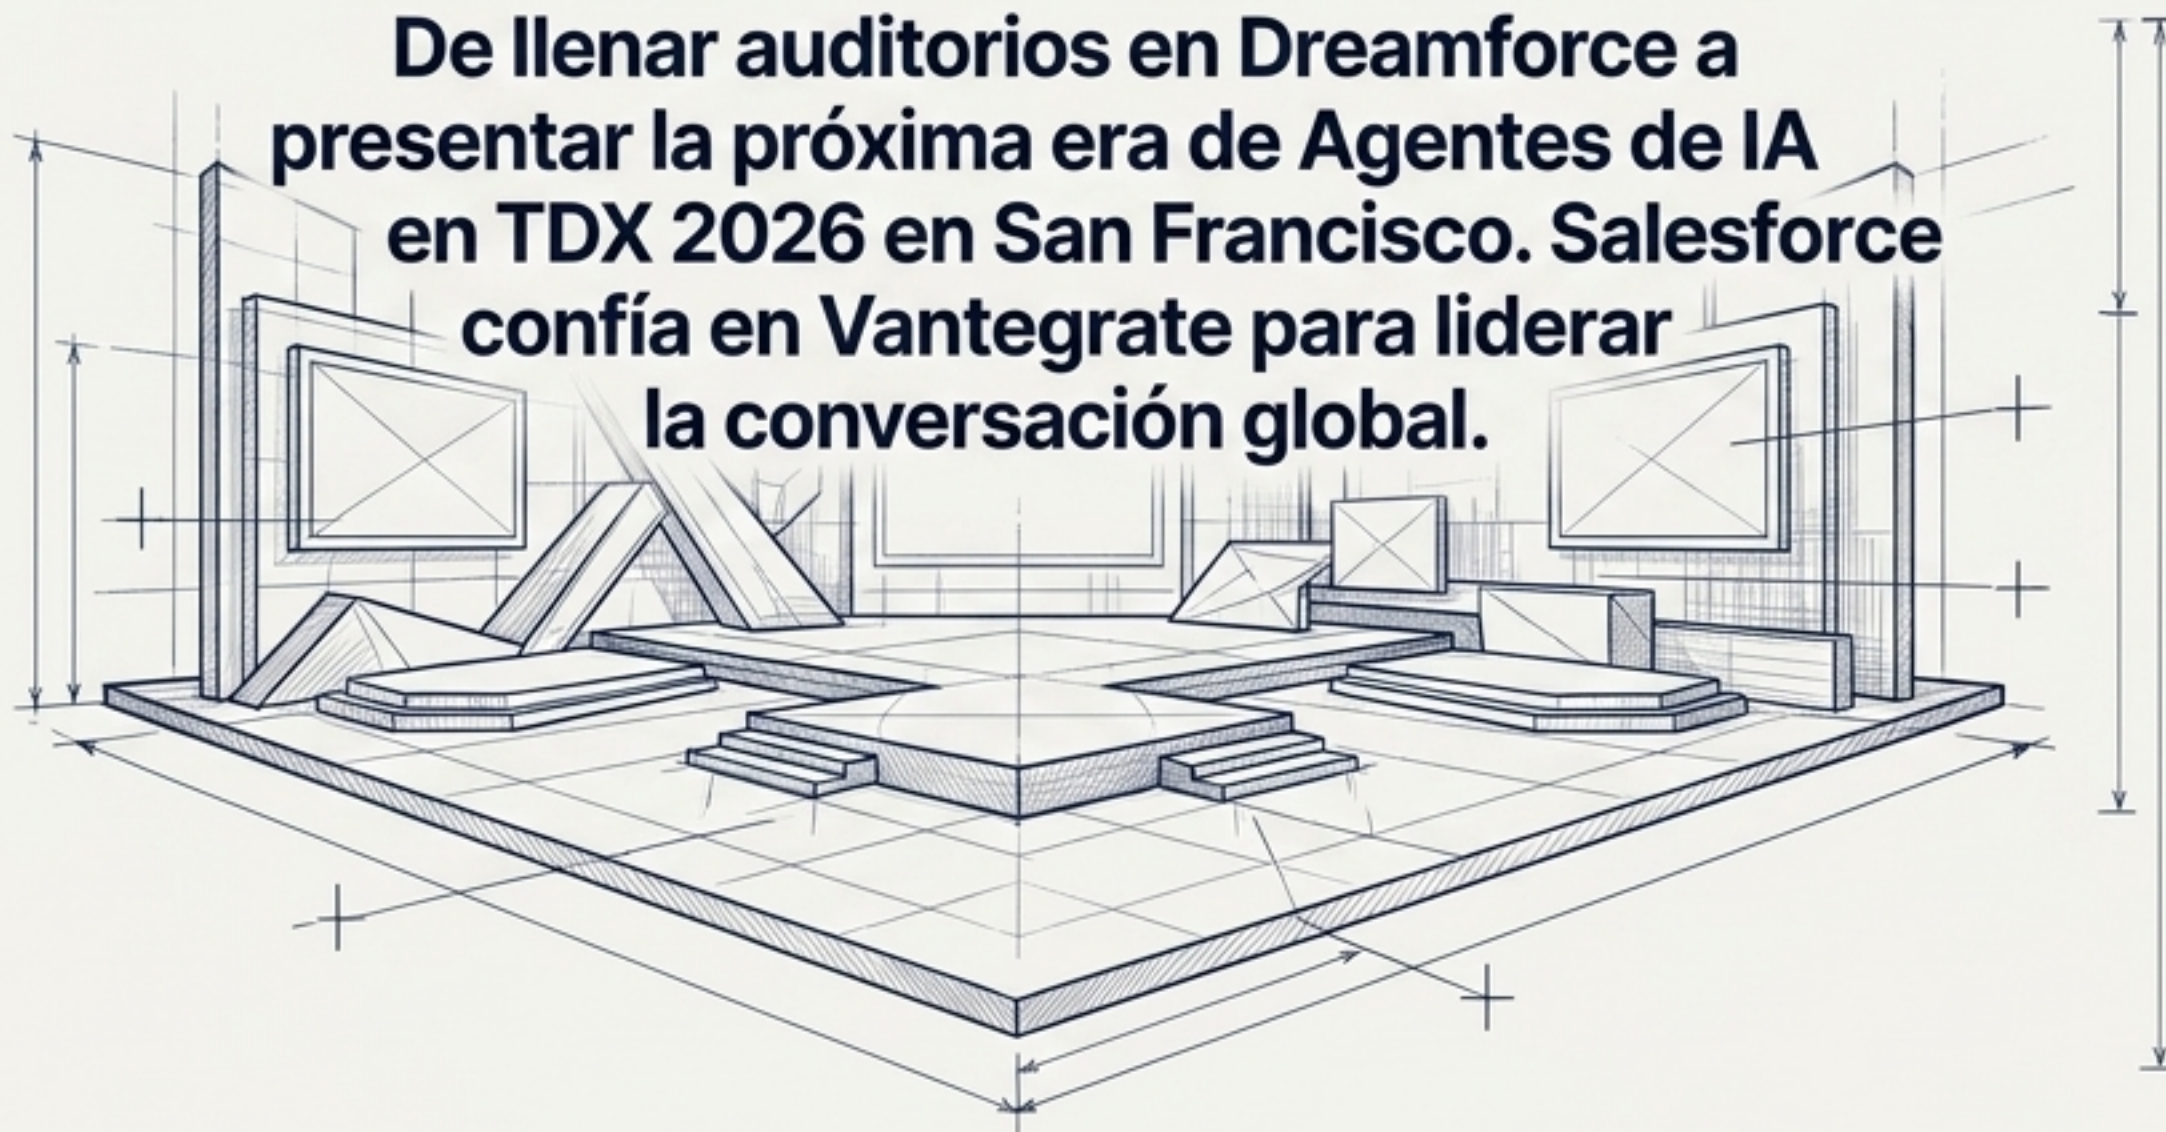 De llenar auditorios en Dreamforce a
presentar la próxima era de Agentes de IA
en TDX 2026 en San Francisco. Salesforce
confía en Vantegrate para liderar
la conversación global.